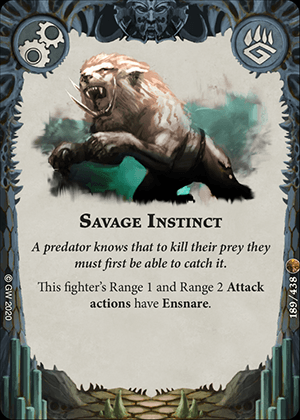 SAVAGE INSTINCT
A predator knows that to kill their prey they
must first be able to catch it.
This fighter's Range 1 and Range 2 Attack
actions have Ensnare.
© GW 2020
189/438